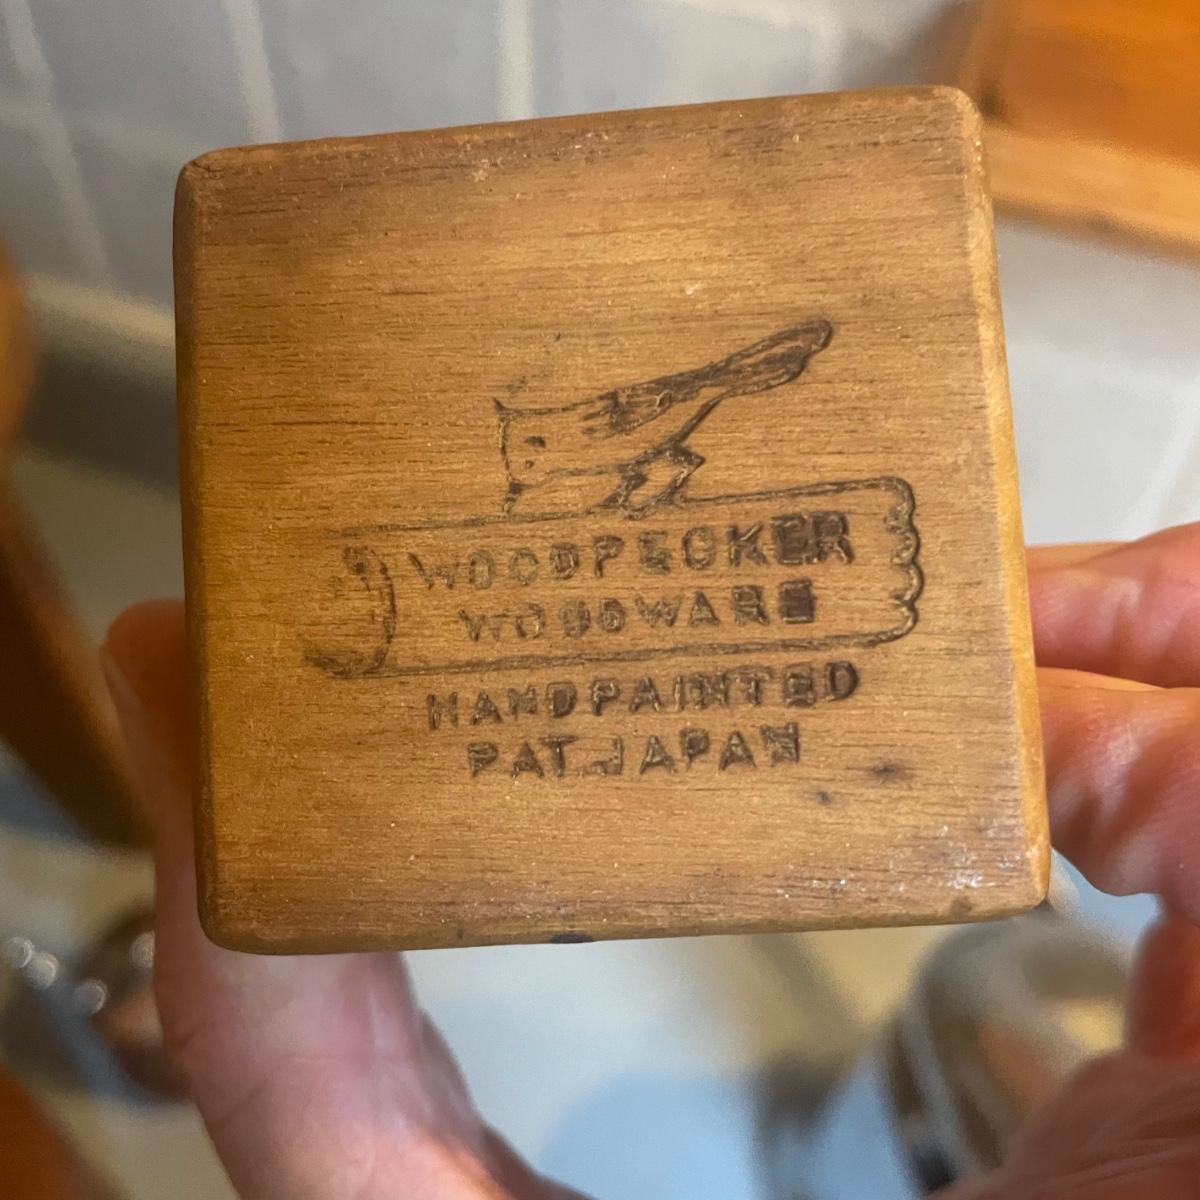 WOODPECKER
WOODWARE
HANDPAINTED
PAT. JAPAN